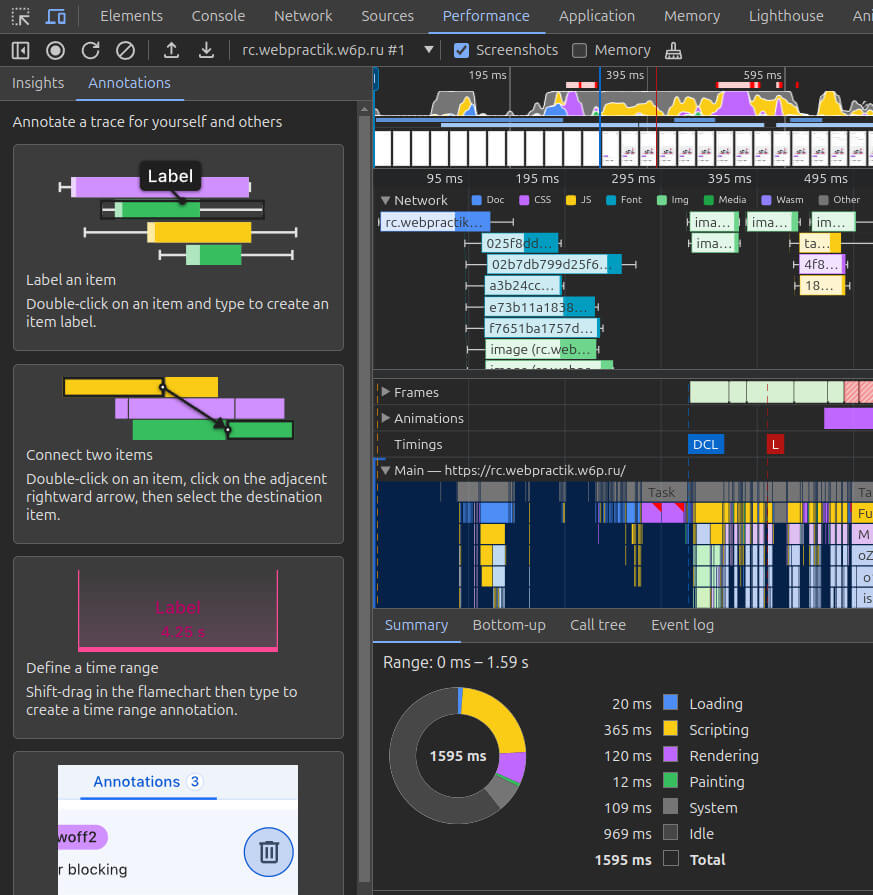 Elements Console Network Sources Performance Application Memory Lighthouse
rc.webpractik.w6p.ru #1 Screenshots Memory
Insights Annotations
Annotate a trace for yourself and others
Label
Label an item
Double-click on an item and type to create an
item label.
Connect two items
Double-click on an item, click on the adjacent
rightward arrow, then select the destination
item.
Label
4.26 s
Define a time range
Shift-drag in the flamechart then type to
create a time range annotation.
Annotations 3
woff2
r blocking
195 ms 395 ms 595 ms
95 ms 195 ms 295 ms 395 ms 495 ms
Network Doc CSS JS Font Img Media Wasm Other
rc.webpractik… ima… ima… im…
025f8dd… ima… ta…
02b7db799d25f6… 4f8…
a3b24cc… 18…
e73b11a1838…
f7651ba1757d…
image (rc.web…
Frames
Animations
Timings DCL L
Main — https://rc.webpractik.w6p.ru/
Task Ta
Fu
M
oZ
o
is
Summary Bottom-up Call tree Event log
Range: 0 ms – 1.59 s
1595 ms
20 ms Loading
365 ms Scripting
120 ms Rendering
12 ms Painting
109 ms System
969 ms Idle
1595 ms Total